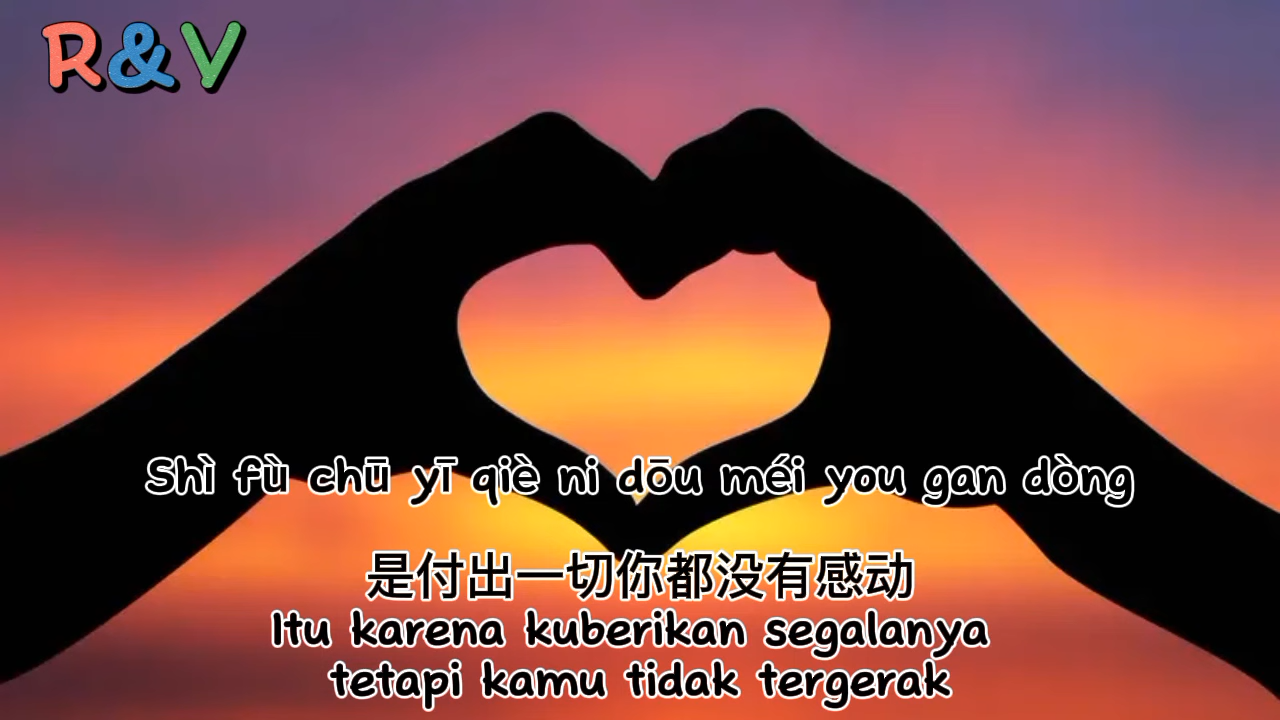 R&V
Shì fù chū yī qiè ni dōu méi you gan dòng
是付出一切你都没有感动
Itu karena kuberikan segalanya
tetapi kamu tidak tergerak